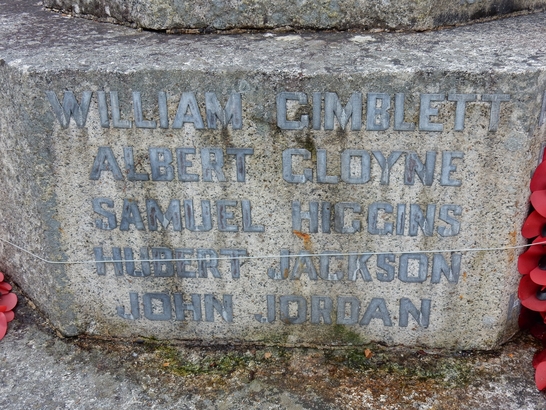 WILLIAM GIMBLETT
ALBERT CLOYNE
SAMUEL HIGGINS
HUBERT JACKSON
JOHN JORDAN